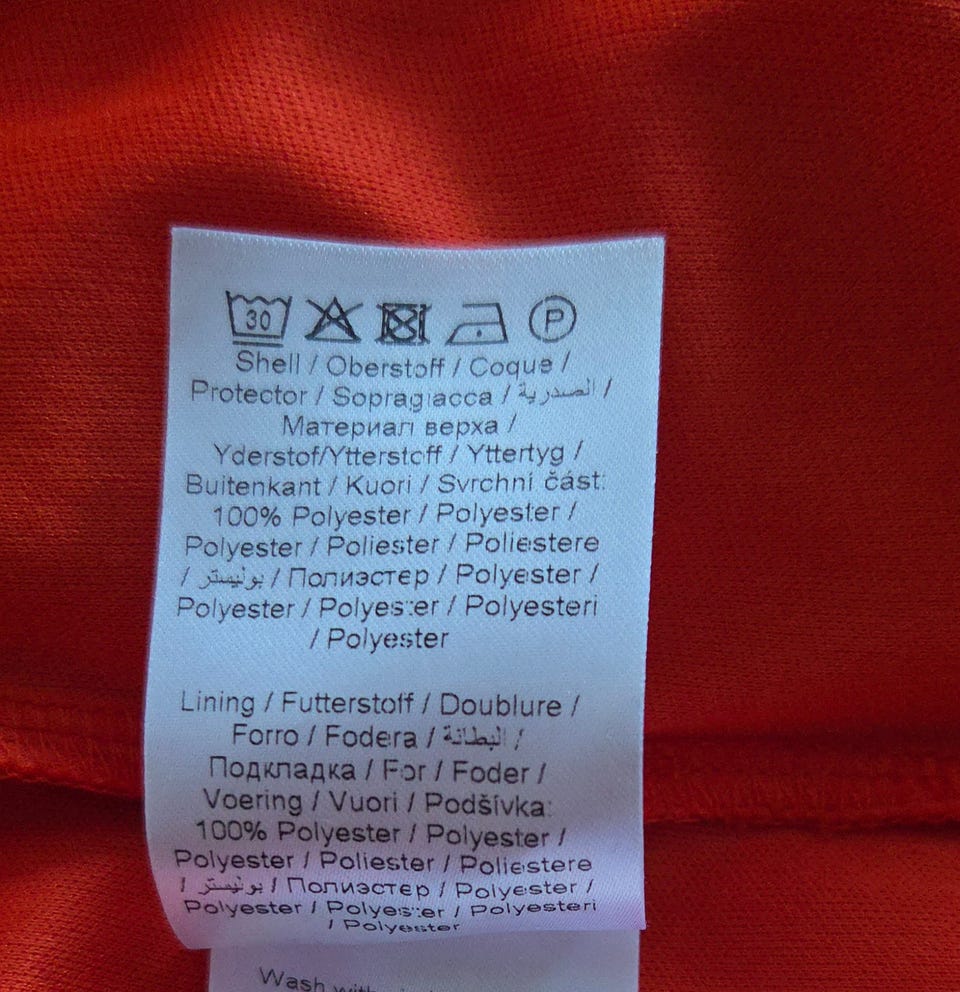 30 P
Shell / Oberstoff / Coque /
Protector / Sopragiacca / الصدرية /
Материал верха /
Yderstof/Ytterstoff / Yttertyg /
Buitenkant / Kuori / Svrchní část:
100% Polyester / Polyester /
Polyester / Poliester / Poliestere
/ بوليستر / Полиэстер / Polyester /
Polyester / Polyester / Polyesteri
/ Polyester
Lining / Futterstoff / Doublure /
Forro / Fodera / البطانة /
Подкладка / For / Foder /
Voering / Vuori / Podšívka:
100% Polyester / Polyester /
Polyester / Poliester / Poliestere
/ بوليستر / Полиэстер / Polyester /
Polyester / Polyester / Polyesteri
/ Polyester
Wash